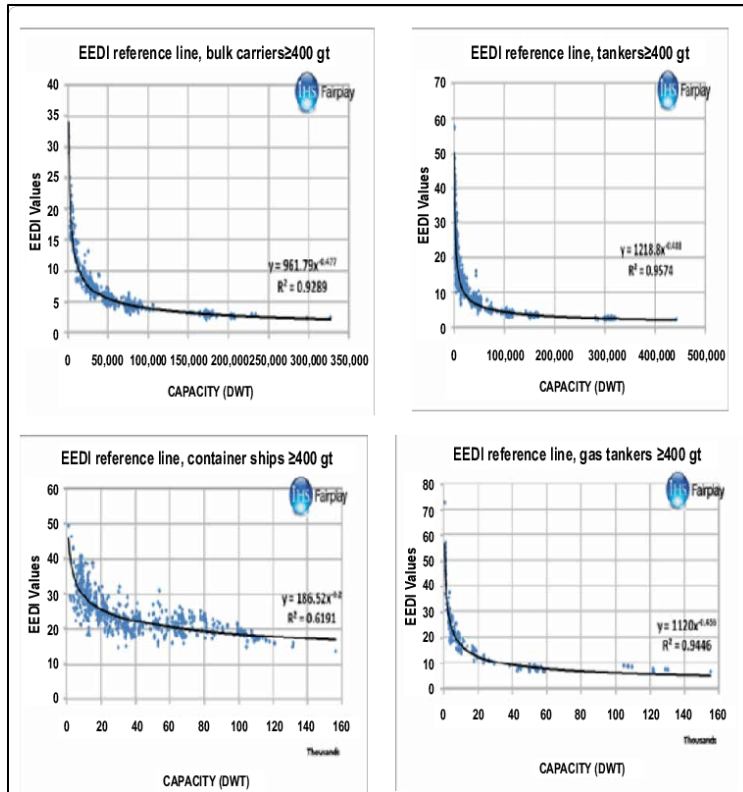 EEDI reference line, bulk carriers≥400 gt
IHS Fairplay
40
35
30
25
20
15
10
5
0
EEDI Values
y = 961.79x^-0.477
R² = 0.9289
0 50,000 100,000 150,000 200,000 250,000 300,000 350,000
CAPACITY (DWT)
EEDI reference line, tankers≥400 gt
IHS Fairplay
70
60
50
40
30
20
10
0
EEDI Values
y = 1218.8x^-0.488
R² = 0.9574
0 100,000 200,000 300,000 400,000 500,000
CAPACITY (DWT)
EEDI reference line, container ships ≥400 gt
IHS Fairplay
60
50
40
30
20
10
0
EEDI Values
y = 186.52x^-0.2
R² = 0.6191
0 20 40 60 80 100 120 140 160
Thousands
CAPACITY (DWT)
EEDI reference line, gas tankers ≥400 gt
IHS Fairplay
80
70
60
50
40
30
20
10
0
EEDI Values
y = 1120x^-0.456
R² = 0.9446
0 20 40 60 80 100 120 140 160
Thousands
CAPACITY (DWT)